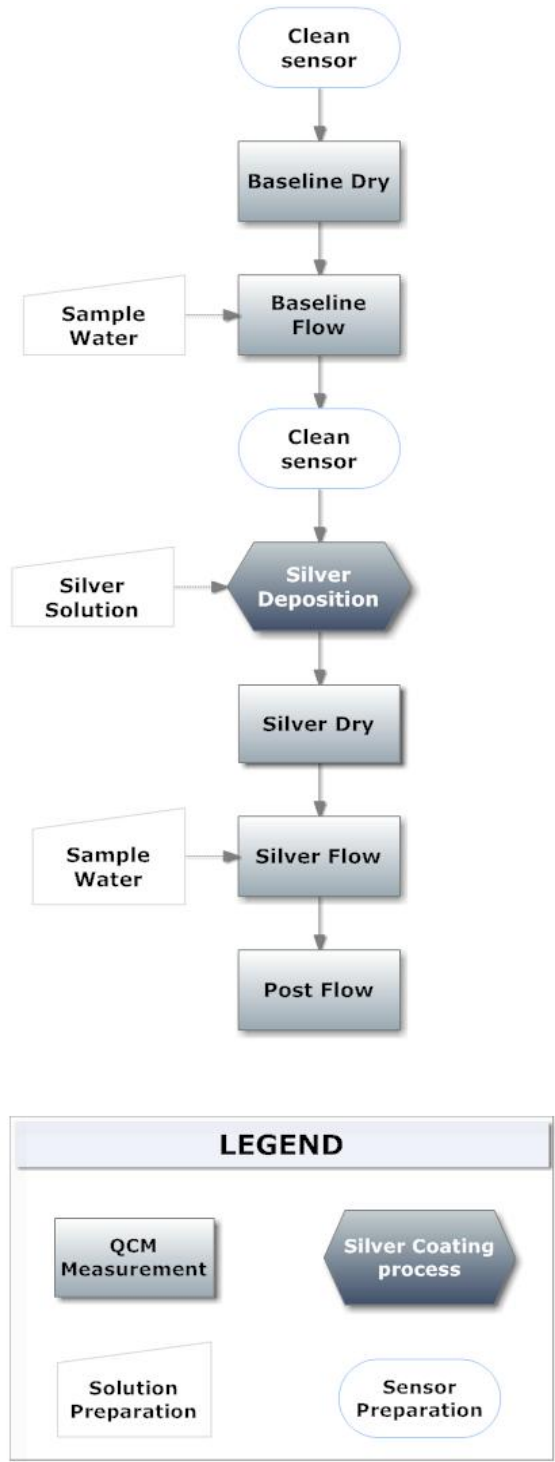 Clean
sensor
Baseline Dry
Baseline
Flow
Sample
Water
Clean
sensor
Silver
Deposition
Silver
Solution
Silver Dry
Silver Flow
Sample
Water
Post Flow
LEGEND
QCM
Measurement
Silver Coating
process
Solution
Preparation
Sensor
Preparation